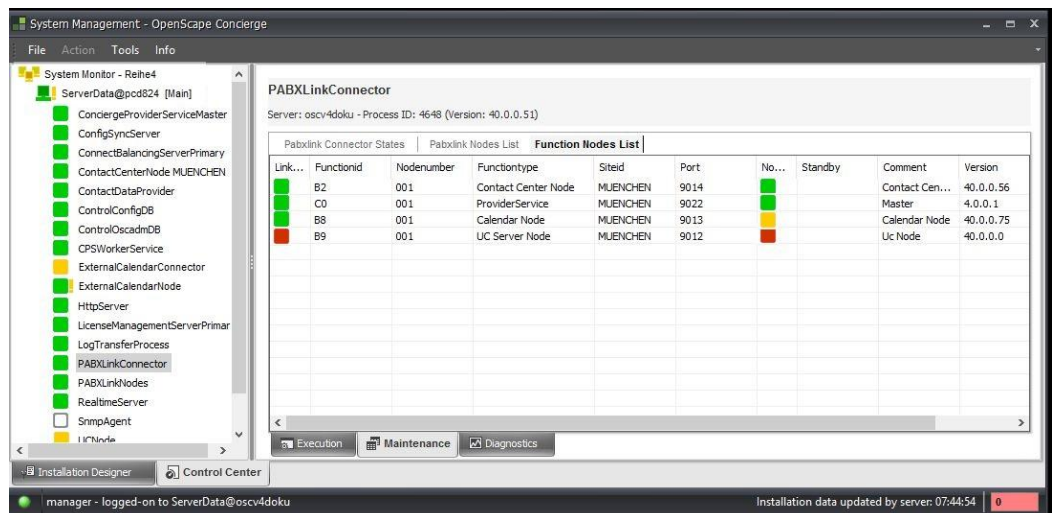 System Management - OpenScape Concierge
File Action Tools Info
System Monitor - Reihe4
ServerData@pcd824 [Main]
ConciergeProviderServiceMaster
ConfigSyncServer
ConnectBalancingServerPrimary
ContactCenterNode MUENCHEN
ContactDataProvider
ControlConfigDB
ControlOscadmDB
CPSWorkerService
ExternalCalendarConnector
ExternalCalendarNode
HttpServer
LicenseManagementServerPrimar
LogTransferProcess
PABXLinkConnector
PABXLinkNodes
RealtimeServer
SnmpAgent
UCNode
PABXLinkConnector
Server: oscv4doku - Process ID: 4648 (Version: 40.0.0.51)
Pabxlink Connector States Pabxlink Nodes List Function Nodes List
Link... Functionid Nodenumber Functiontype Siteid Port No... Standby Comment Version
B2 001 Contact Center Node MUENCHEN 9014 Contact Cen... 40.0.0.56
C0 001 ProviderService MUENCHEN 9022 Master 4.0.0.1
B8 001 Calendar Node MUENCHEN 9013 Calendar Node 40.0.0.75
B9 001 UC Server Node MUENCHEN 9012 Uc Node 40.0.0.0
Execution Maintenance Diagnostics
Installation Designer Control Center
manager - logged-on to ServerData@oscv4doku Installation data updated by server: 07:44:54 0